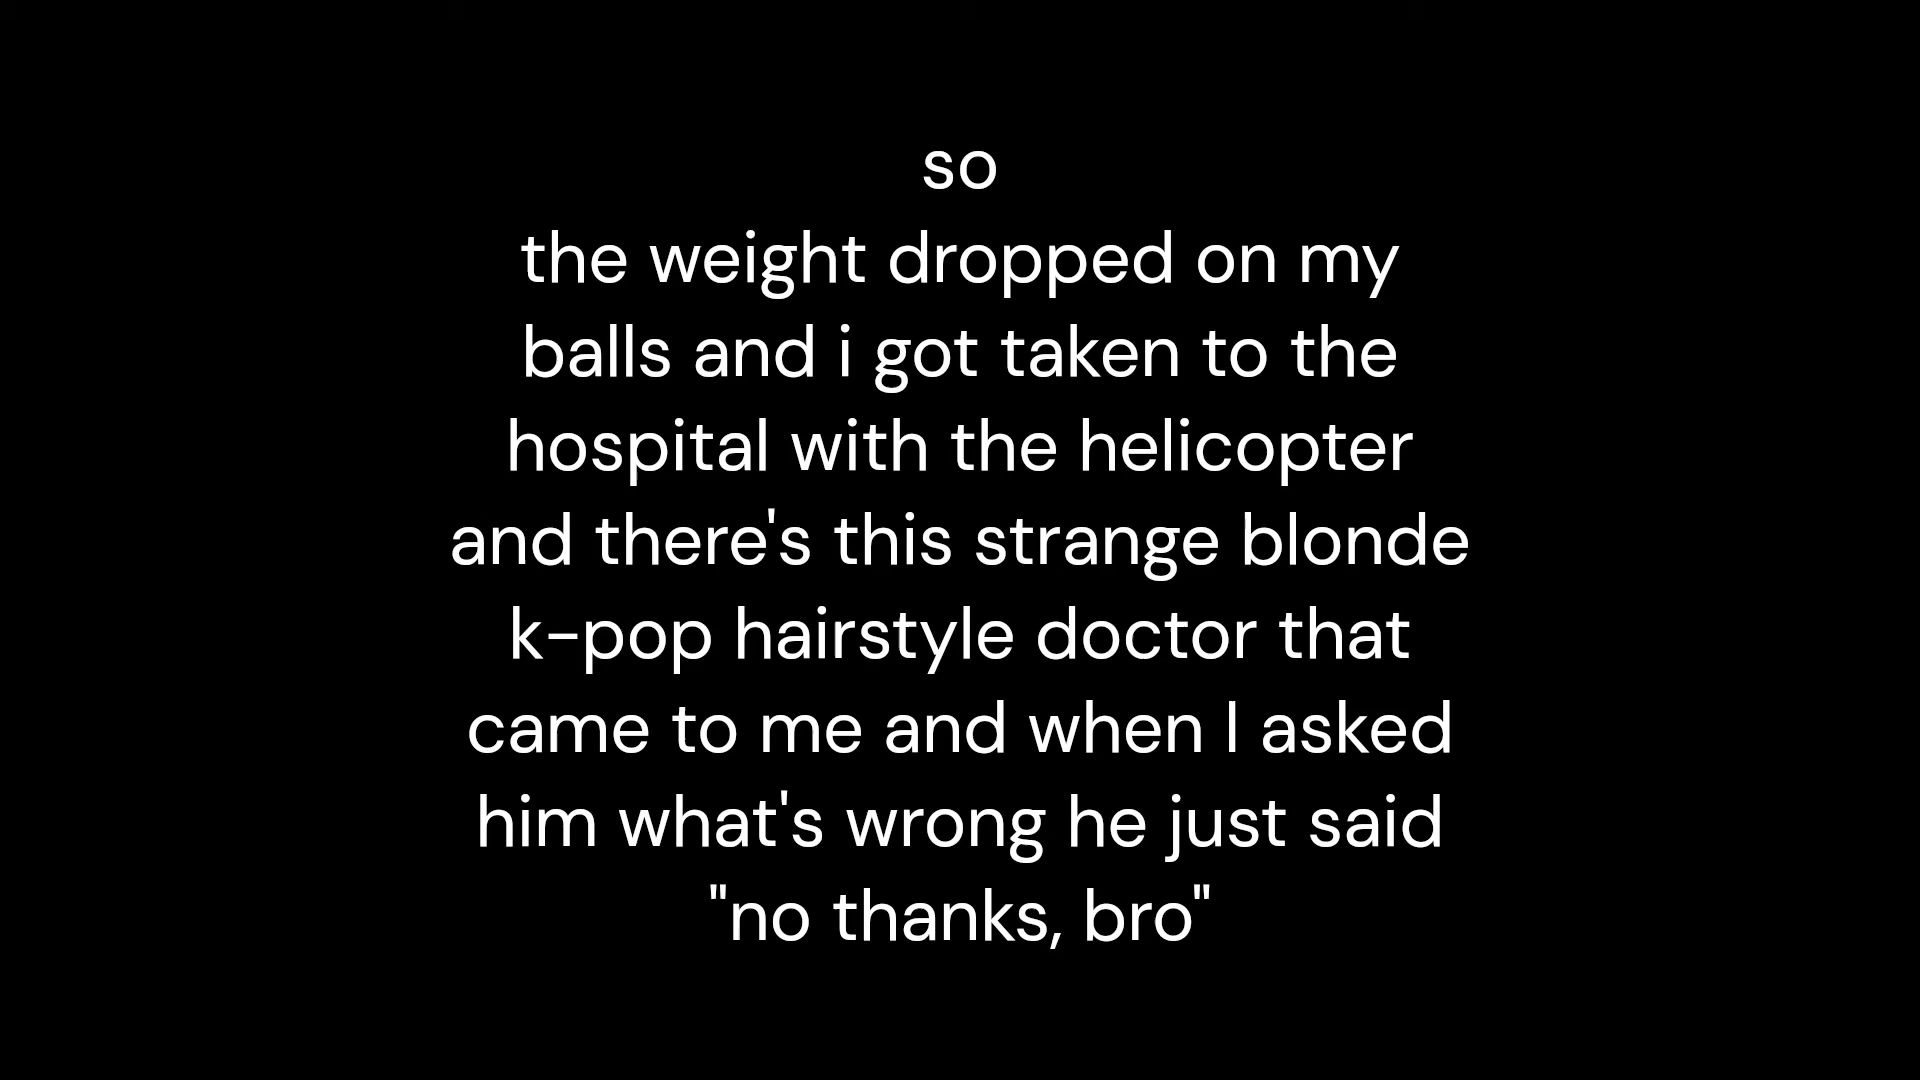 so
the weight dropped on my
balls and i got taken to the
hospital with the helicopter
and there's this strange blonde
k-pop hairstyle doctor that
came to me and when I asked
him what's wrong he just said
"no thanks, bro"